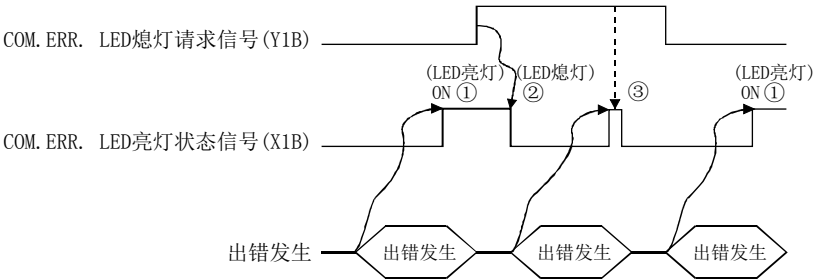 COM.ERR. LED熄灯请求信号(Y1B)
(LED亮灯) (LED熄灯) (LED亮灯)
ON ① ② ③ ON ①
COM.ERR. LED亮灯状态信号(X1B)
出错发生 出错发生 出错发生 出错发生